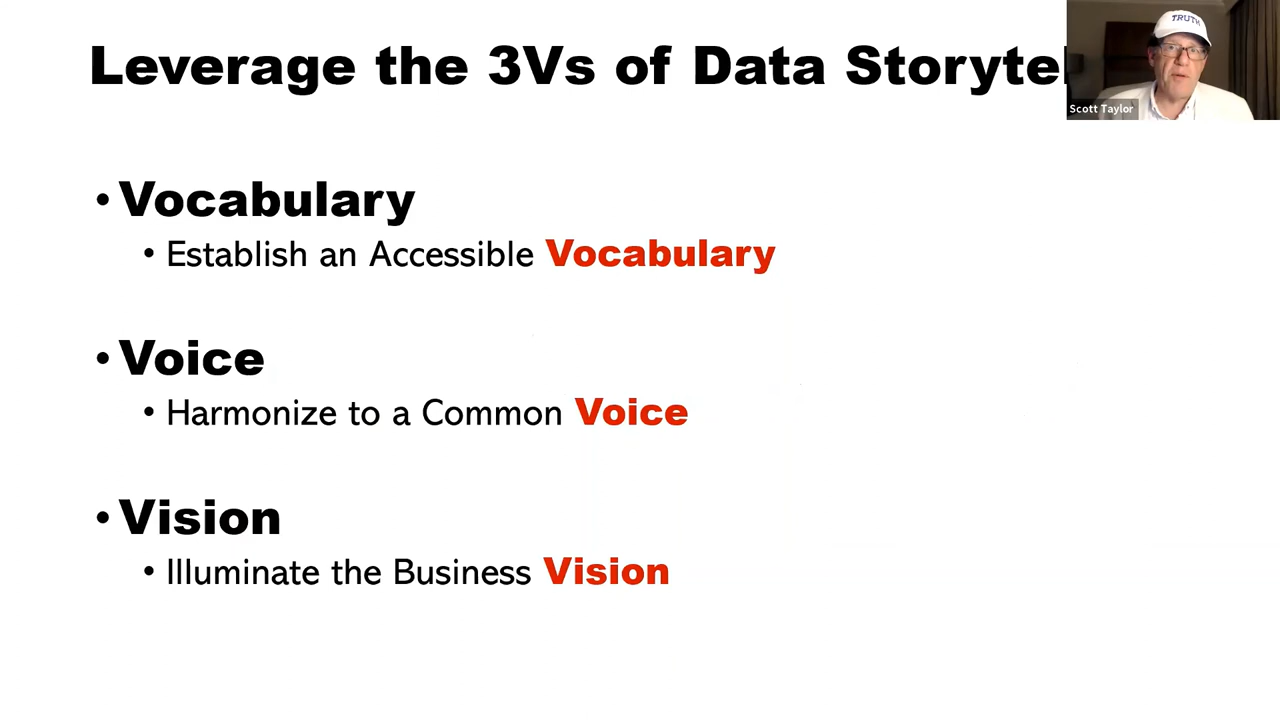 Leverage the 3Vs of Data Storytel
TRUTH
Scott Taylor
• Vocabulary
• Establish an Accessible Vocabulary
• Voice
• Harmonize to a Common Voice
• Vision
• Illuminate the Business Vision